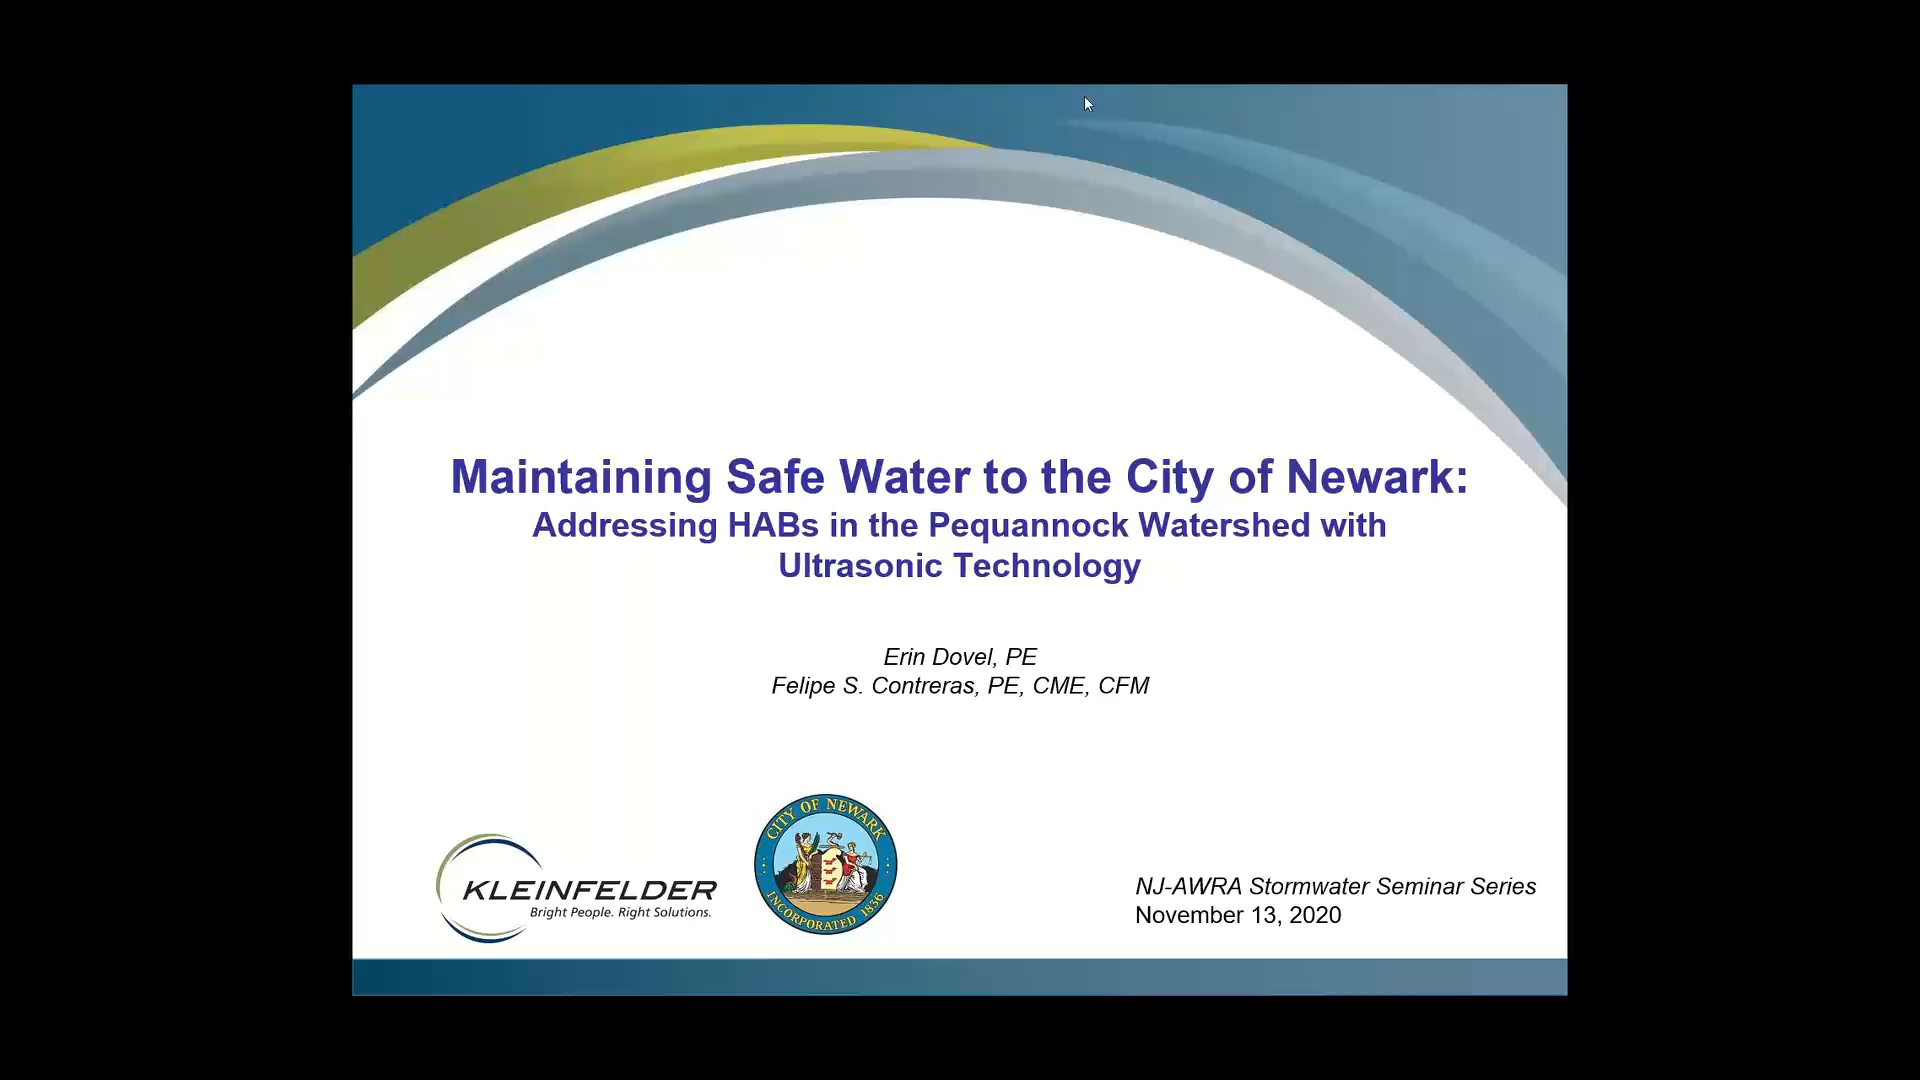 Maintaining Safe Water to the City of Newark:
Addressing HABs in the Pequannock Watershed with
Ultrasonic Technology
Erin Dovel, PE
Felipe S. Contreras, PE, CME, CFM
KLEINFELDER
Bright People. Right Solutions.
CITY OF NEWARK
INCORPORATED 1836
NJ-AWRA Stormwater Seminar Series
November 13, 2020